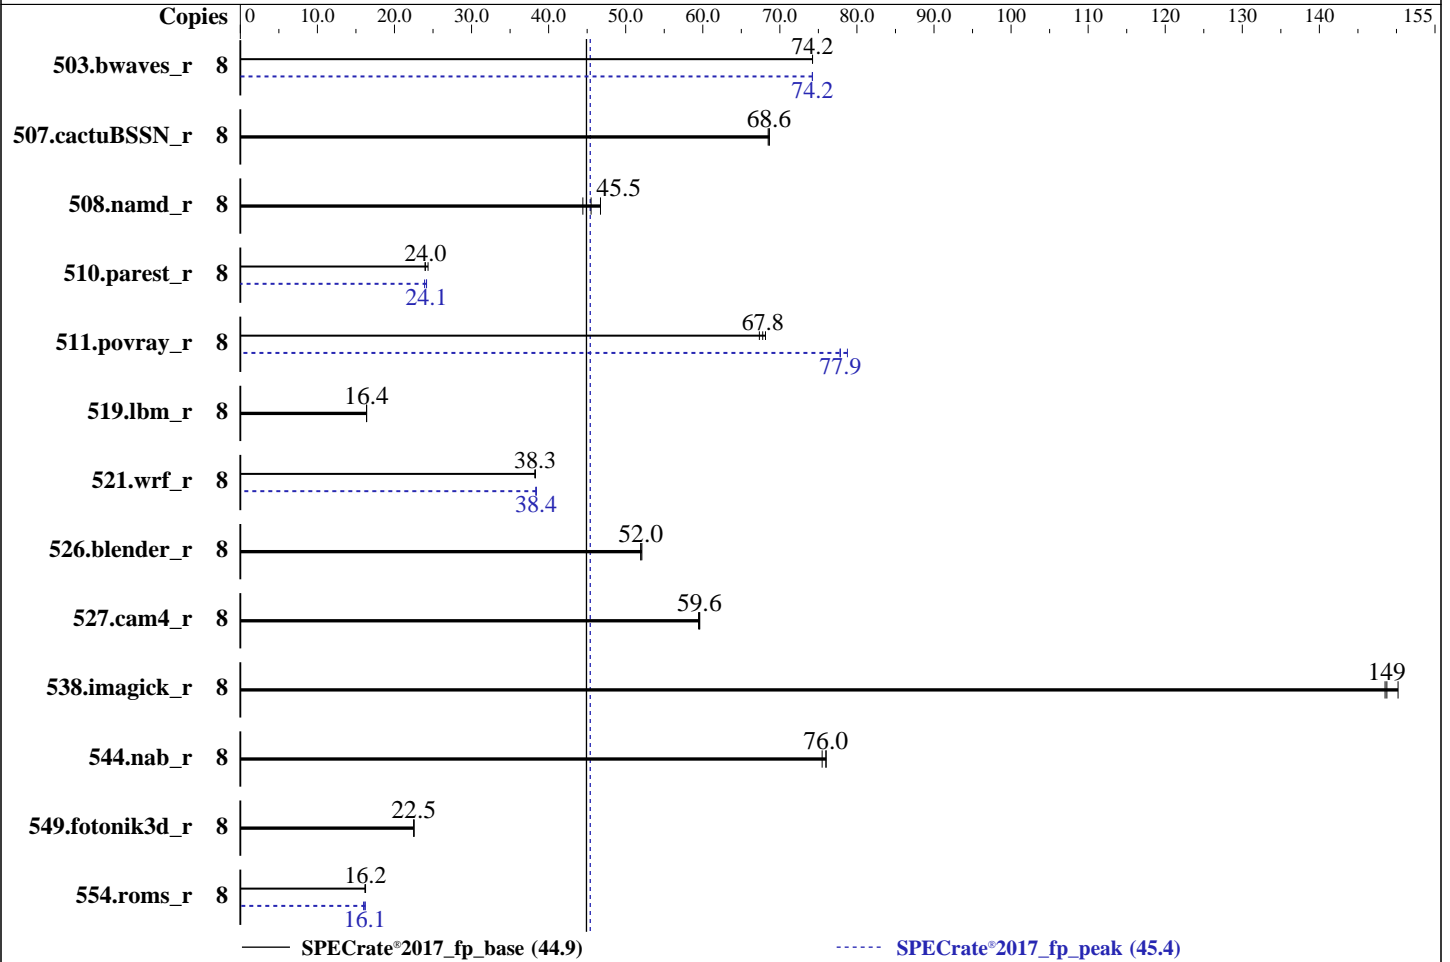 Copies 0 10.0 20.0 30.0 40.0 50.0 60.0 70.0 80.0 90.0 100 110 120 130 140 155
503.bwaves_r 8 74.2
74.2
507.cactuBSSN_r 8 68.6
508.namd_r 8 45.5
510.parest_r 8 24.0
24.1
511.povray_r 8 67.8
77.9
519.lbm_r 8 16.4
521.wrf_r 8 38.3
38.4
526.blender_r 8 52.0
527.cam4_r 8 59.6
538.imagick_r 8 149
544.nab_r 8 76.0
549.fotonik3d_r 8 22.5
554.roms_r 8 16.2
16.1
SPECrate®2017_fp_base (44.9) SPECrate®2017_fp_peak (45.4)